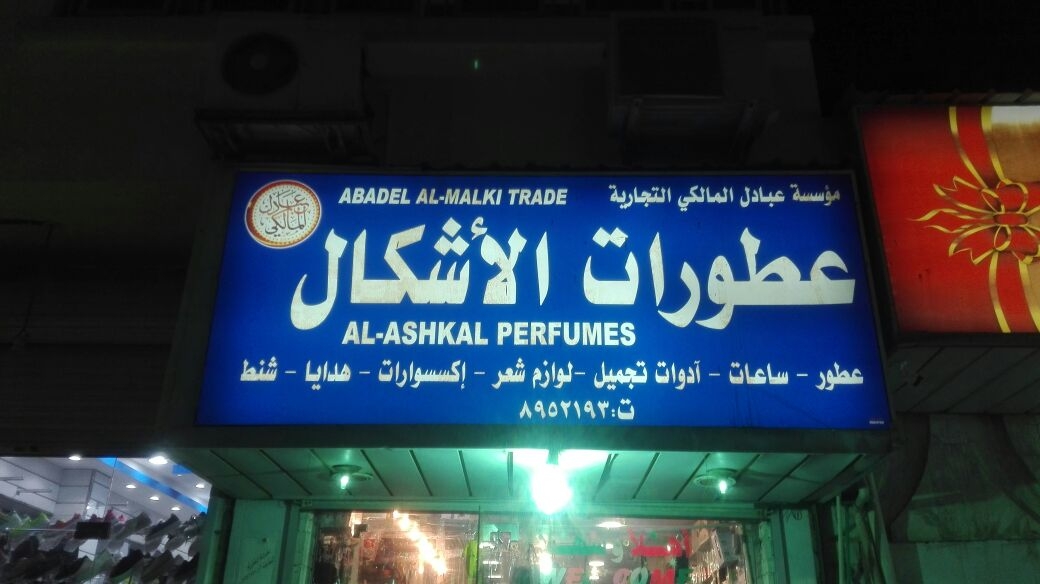 عبادل المالكي
ABADEL AL-MALKI TRADE
مؤسسة عبادل المالكي التجارية
عطورات الأشكال
AL-ASHKAL PERFUMES
عطور - ساعات - آدوات تجميل - لوازم شعر - إكسسوارات - هدايا - شنط
ت: ٨٩٥٢١٩٣